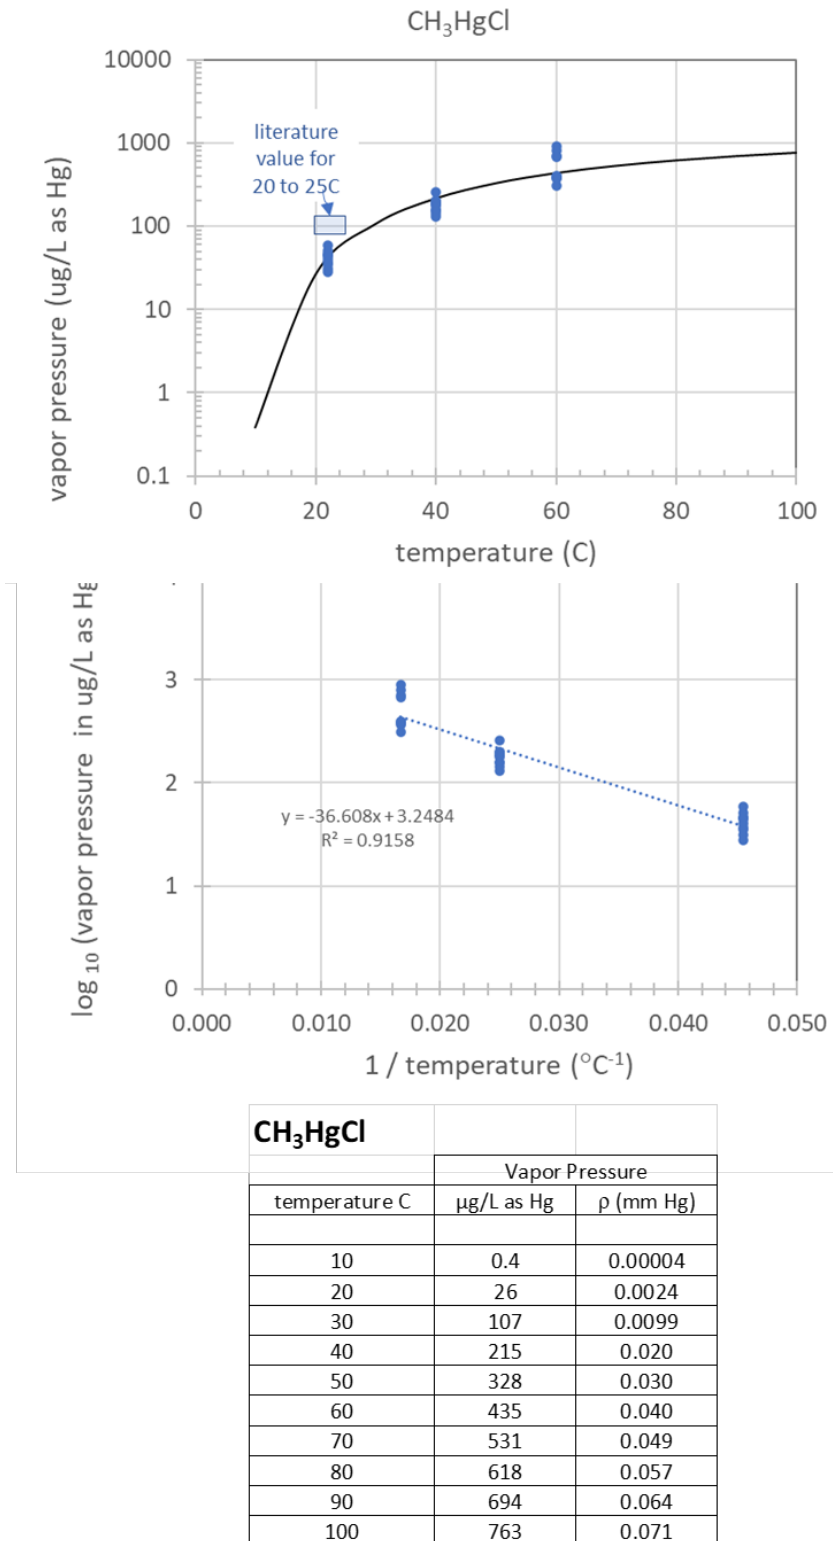 CH₃HgCl
10000
1000
100
10
1
0.1
vapor pressure (ug/L as Hg)
literature
value for
20 to 25C
0 20 40 60 80 100
temperature (C)
3
2
1
0
log ₁₀ (vapor pressure in ug/L as Hg
y = -36.608x + 3.2484
R² = 0.9158
0.000 0.010 0.020 0.030 0.040 0.050
1 / temperature (°C⁻¹)
CH₃HgCl
Vapor Pressure
temperature C µg/L as Hg ρ (mm Hg)
10 0.4 0.00004
20 26 0.0024
30 107 0.0099
40 215 0.020
50 328 0.030
60 435 0.040
70 531 0.049
80 618 0.057
90 694 0.064
100 763 0.071